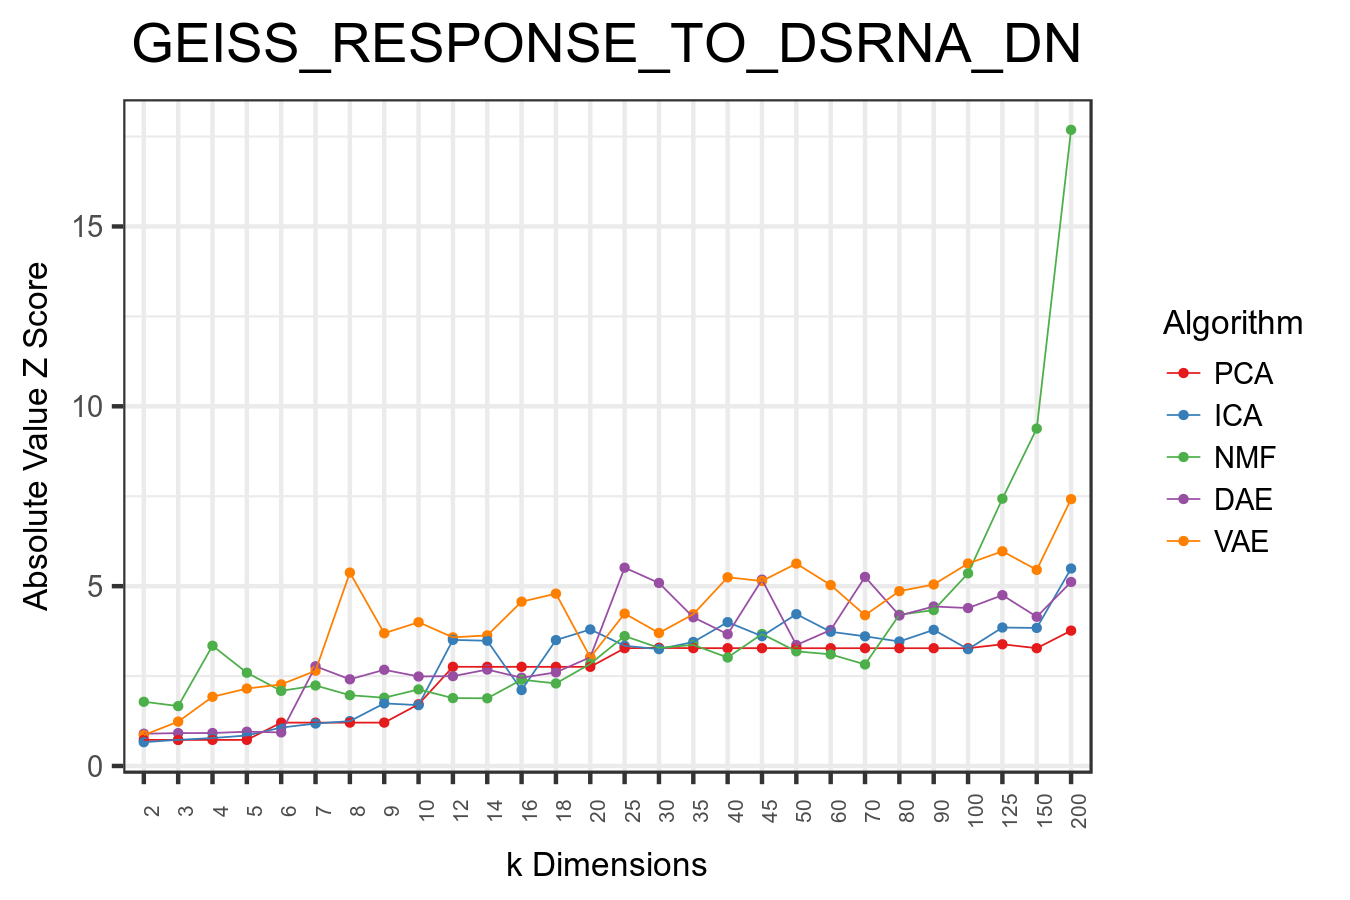 GEISS_RESPONSE_TO_DSRNA_DN
Absolute Value Z Score
15
10
5
0
2 3 4 5 6 7 8 9 10 12 14 16 18 20 25 30 35 40 45 50 60 70 80 90 100 125 150 200
k Dimensions
Algorithm
PCA
ICA
NMF
DAE
VAE